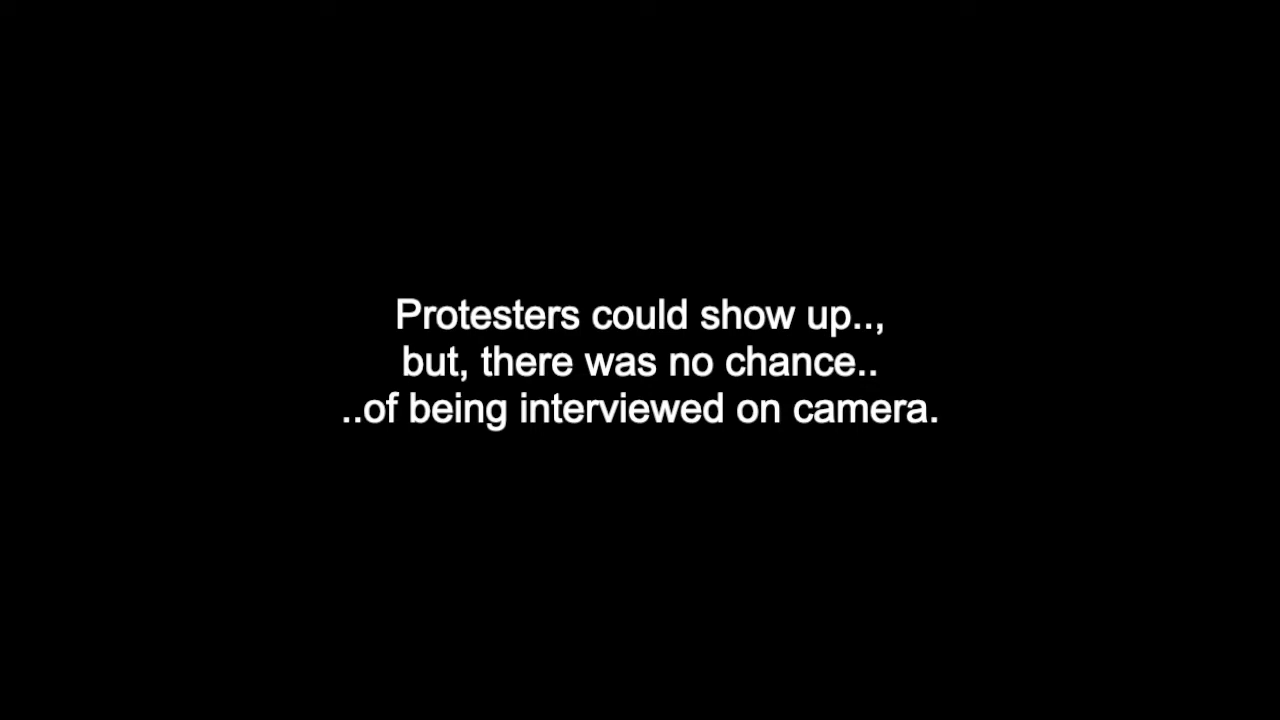 Protesters could show up..,
but, there was no chance..
..of being interviewed on camera.